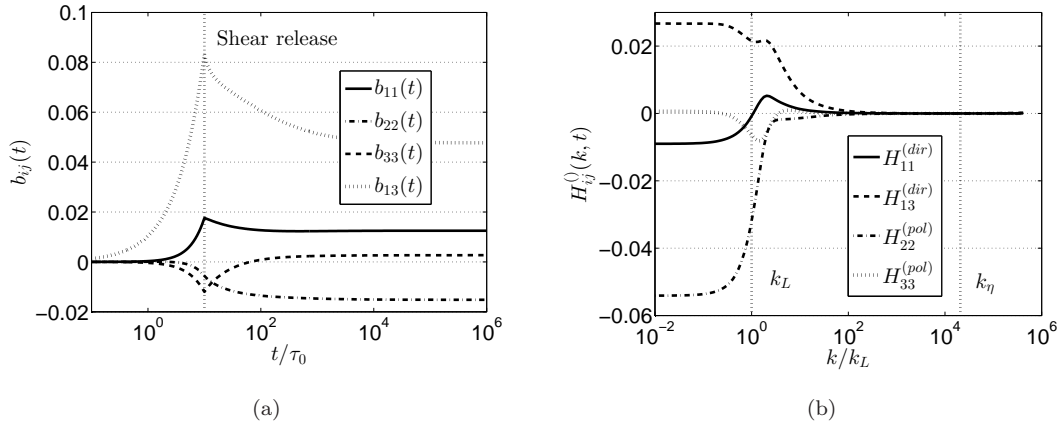 0.1
0.08
0.06
0.04
0.02
0
−0.02
b_{ij}(t)
Shear release
b_{11}(t)
b_{22}(t)
b_{33}(t)
b_{13}(t)
10^0 10^2 10^4 10^6
t/τ_0
(a)
0.02
0
−0.02
−0.04
−0.06
H_{ij}^{()}(k, t)
H_{11}^{(dir)}
H_{13}^{(dir)}
H_{22}^{(pol)}
H_{33}^{(pol)}
k_L
k_η
10^{−2} 10^0 10^2 10^4 10^6
k/k_L
(b)